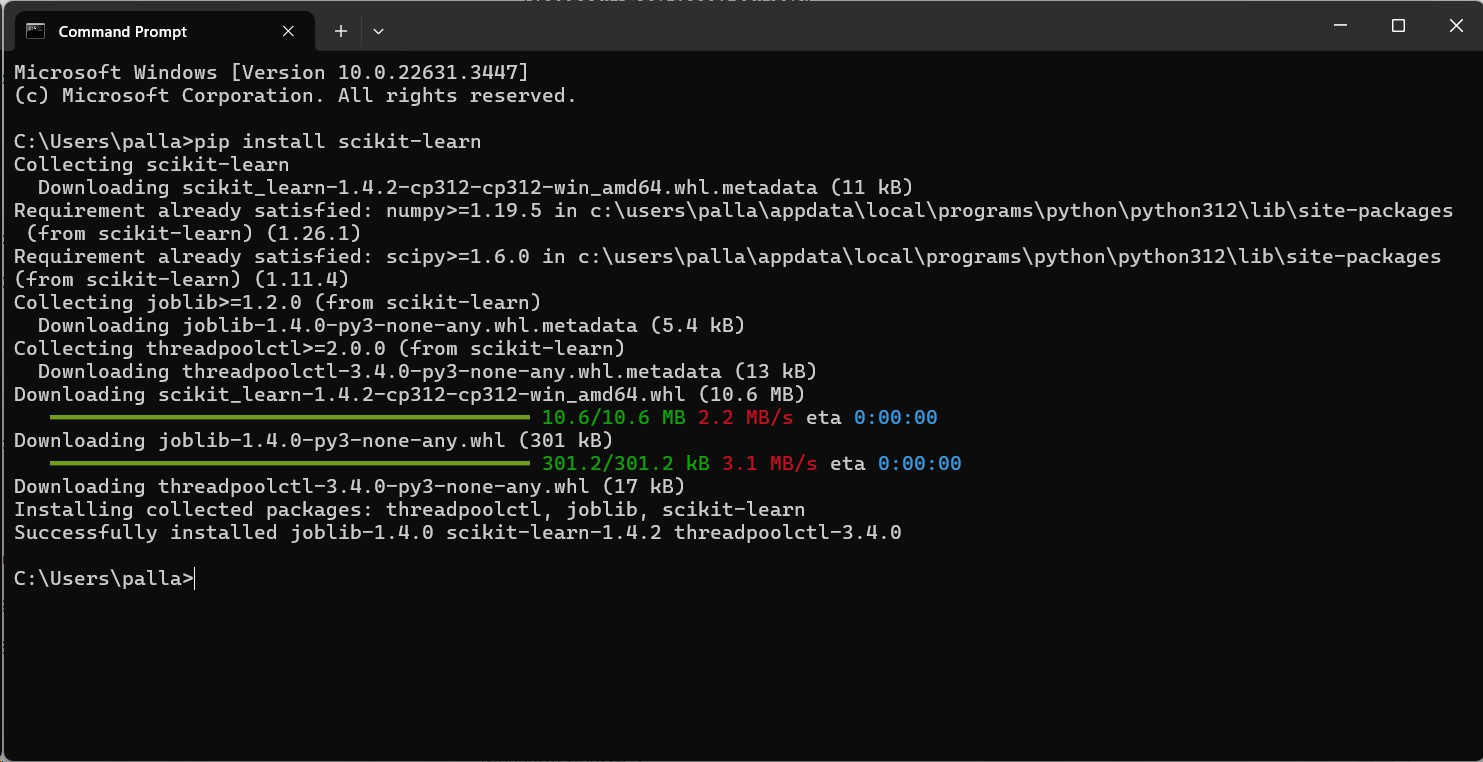 Command Prompt
Microsoft Windows [Version 10.0.22631.3447]
(c) Microsoft Corporation. All rights reserved.
C:\Users\palla>pip install scikit-learn
Collecting scikit-learn
  Downloading scikit_learn-1.4.2-cp312-cp312-win_amd64.whl.metadata (11 kB)
Requirement already satisfied: numpy>=1.19.5 in c:\users\palla\appdata\local\programs\python\python312\lib\site-packages
 (from scikit-learn) (1.26.1)
Requirement already satisfied: scipy>=1.6.0 in c:\users\palla\appdata\local\programs\python\python312\lib\site-packages
(from scikit-learn) (1.11.4)
Collecting joblib>=1.2.0 (from scikit-learn)
  Downloading joblib-1.4.0-py3-none-any.whl.metadata (5.4 kB)
Collecting threadpoolctl>=2.0.0 (from scikit-learn)
  Downloading threadpoolctl-3.4.0-py3-none-any.whl.metadata (13 kB)
Downloading scikit_learn-1.4.2-cp312-cp312-win_amd64.whl (10.6 MB)
10.6/10.6 MB 2.2 MB/s eta 0:00:00
Downloading joblib-1.4.0-py3-none-any.whl (301 kB)
301.2/301.2 kB 3.1 MB/s eta 0:00:00
Downloading threadpoolctl-3.4.0-py3-none-any.whl (17 kB)
Installing collected packages: threadpoolctl, joblib, scikit-learn
Successfully installed joblib-1.4.0 scikit-learn-1.4.2 threadpoolctl-3.4.0
C:\Users\palla>